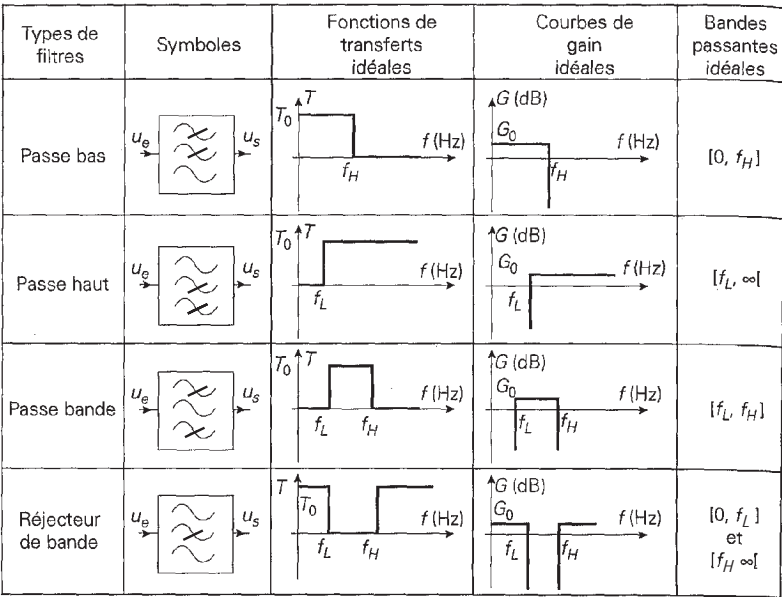 Types de
filtres
Symboles
Fonctions de
transferts
idéales
Courbes de
gain
idéales
Bandes
passantes
idéales
Passe bas
u_e
u_s
T_0
T
f (Hz)
f_H
G (dB)
G_0
f (Hz)
f_H
[0, f_H]
Passe haut
u_e
u_s
T_0
T
f (Hz)
f_L
G (dB)
G_0
f (Hz)
f_L
[f_L, ∞[
Passe bande
u_e
u_s
T_0
T
f (Hz)
f_L
f_H
G (dB)
G_0
f (Hz)
f_L
f_H
[f_L, f_H]
Réjecteur
de bande
u_e
u_s
T
T_0
f (Hz)
f_L
f_H
G (dB)
G_0
f (Hz)
f_L
f_H
[0, f_L]
et
[f_H ∞[